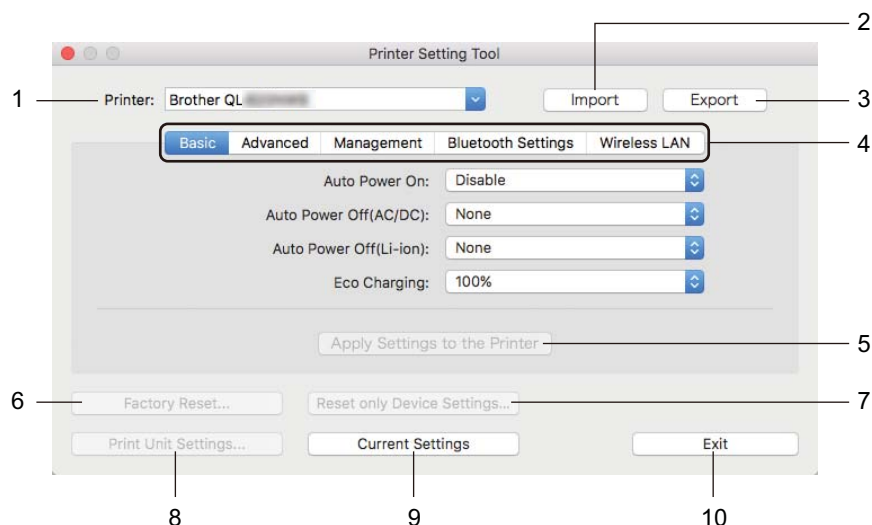 2
Printer Setting Tool
1 Printer: Brother QL Import Export 3
Basic Advanced Management Bluetooth Settings Wireless LAN 4
Auto Power On: Disable
Auto Power Off(AC/DC): None
Auto Power Off(Li-ion): None
Eco Charging: 100%
Apply Settings to the Printer 5
6 Factory Reset... Reset only Device Settings... 7
Print Unit Settings... Current Settings Exit
8 9 10